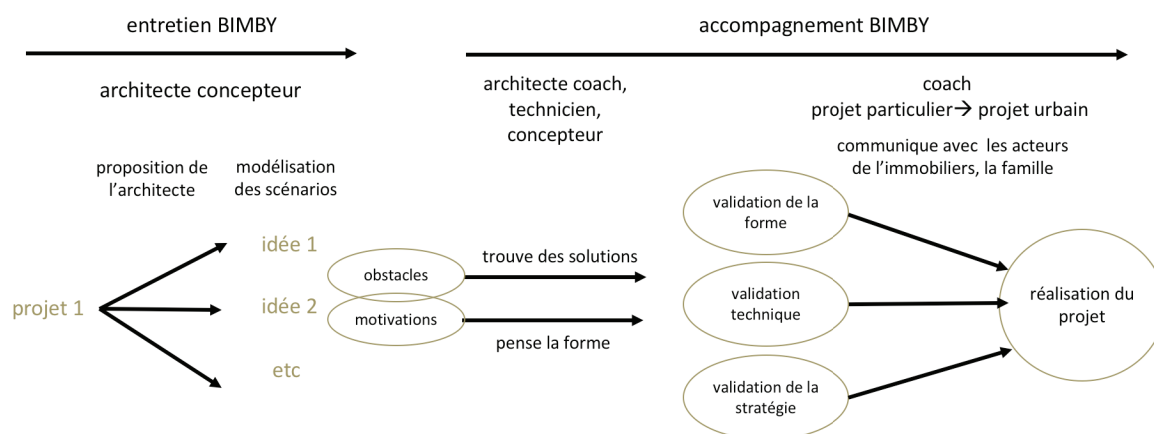 entretien BIMBY
accompagnement BIMBY
architecte concepteur
architecte coach,
technicien,
concepteur
coach
projet particulier→ projet urbain
communique avec les acteurs
de l'immobiliers, la famille
proposition de
l'architecte
modélisation
des scénarios
projet 1
idée 1
idée 2
etc
obstacles
motivations
trouve des solutions
pense la forme
validation de la
forme
validation
technique
validation de la
stratégie
réalisation du
projet